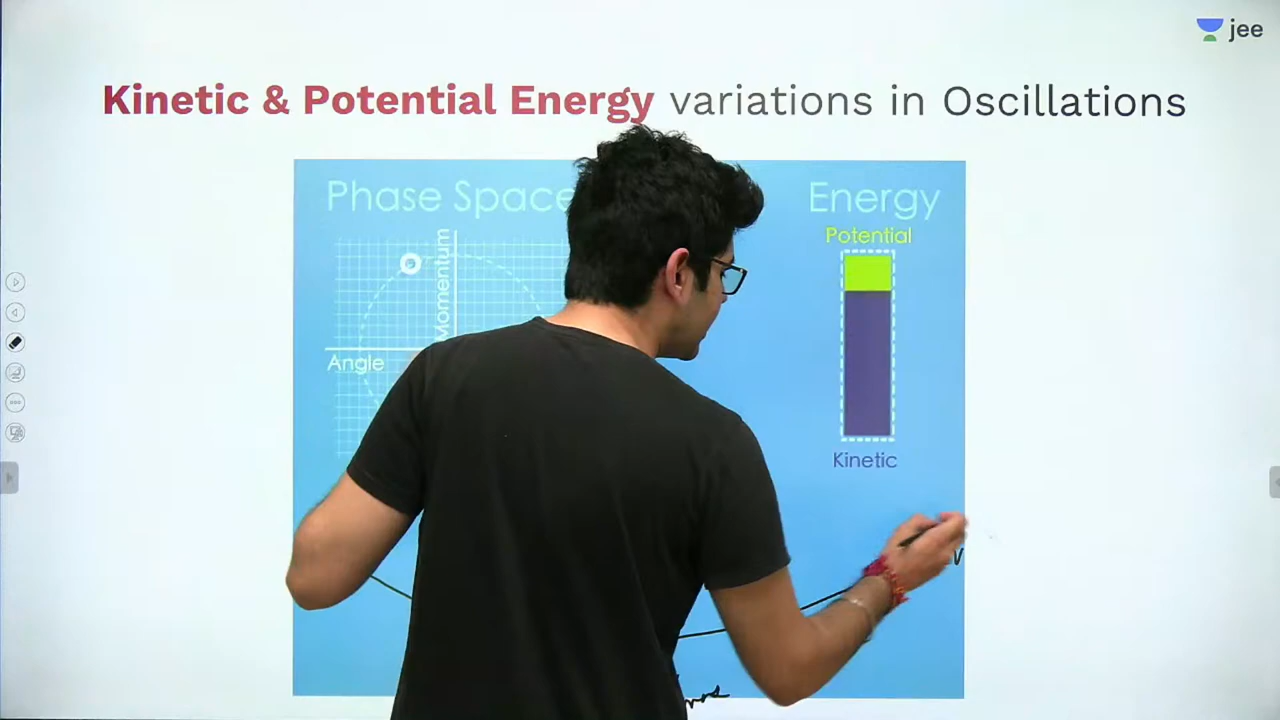 jee
Kinetic & Potential Energy variations in Oscillations
Phase Space
Energy
Potential
Momentum
Angle
Kinetic